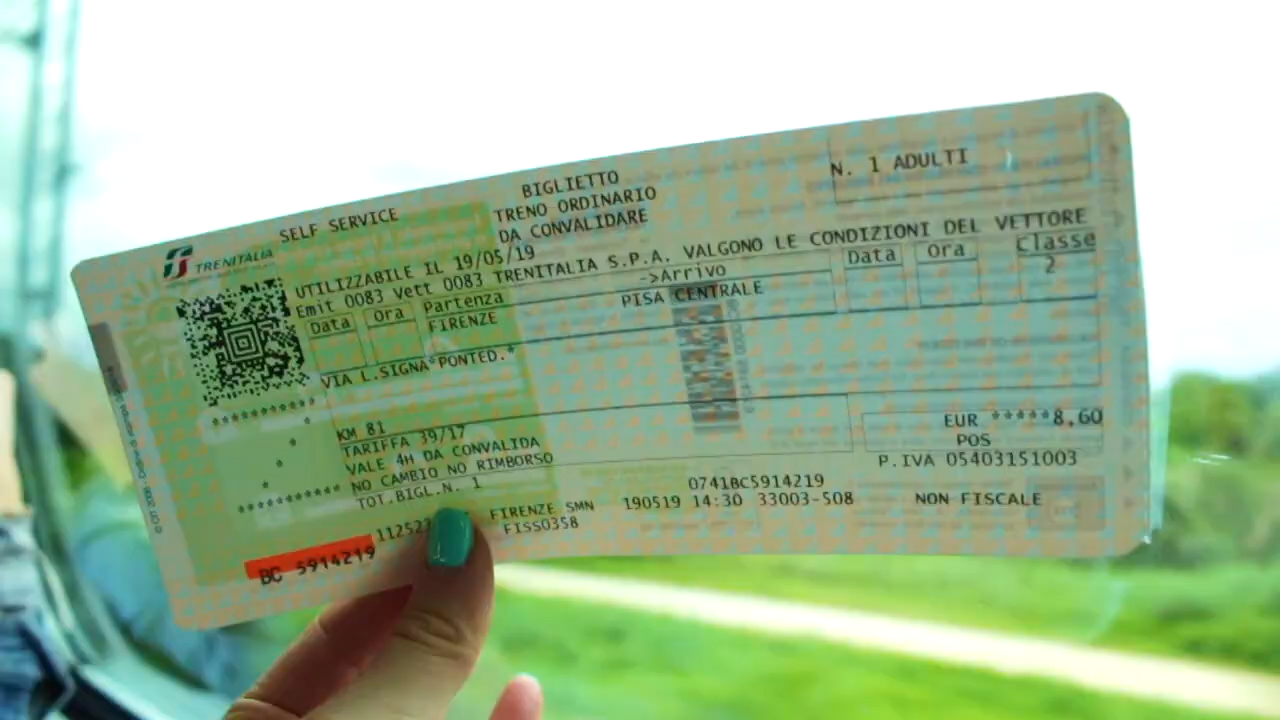 BIGLIETTO
N. 1 ADULTI
SELF SERVICE
TRENO ORDINARIO
DA CONVALIDARE
TRENITALIA
UTILIZZABILE IL 19/05/19
Emit 0083 Vett 0083 TRENITALIA S.P.A. VALGONO LE CONDIZIONI DEL VETTORE
Data Ora Partenza ->Arrivo Data Ora Classe
FIRENZE PISA CENTRALE 2
VIA L.SIGNA*PONTED.*
***********
*
*
*
***********
KM 81
TARIFFA 39/17
VALE 4H DA CONVALIDA
NO CAMBIO NO RIMBORSO
TOT.BIGL.N. 1
EUR *****8,60
POS
P.IVA 05403151003
0741BC5914219
FIRENZE SMN 190519 14:30 33003-508 NON FISCALE
FISS0358
BC 5914219